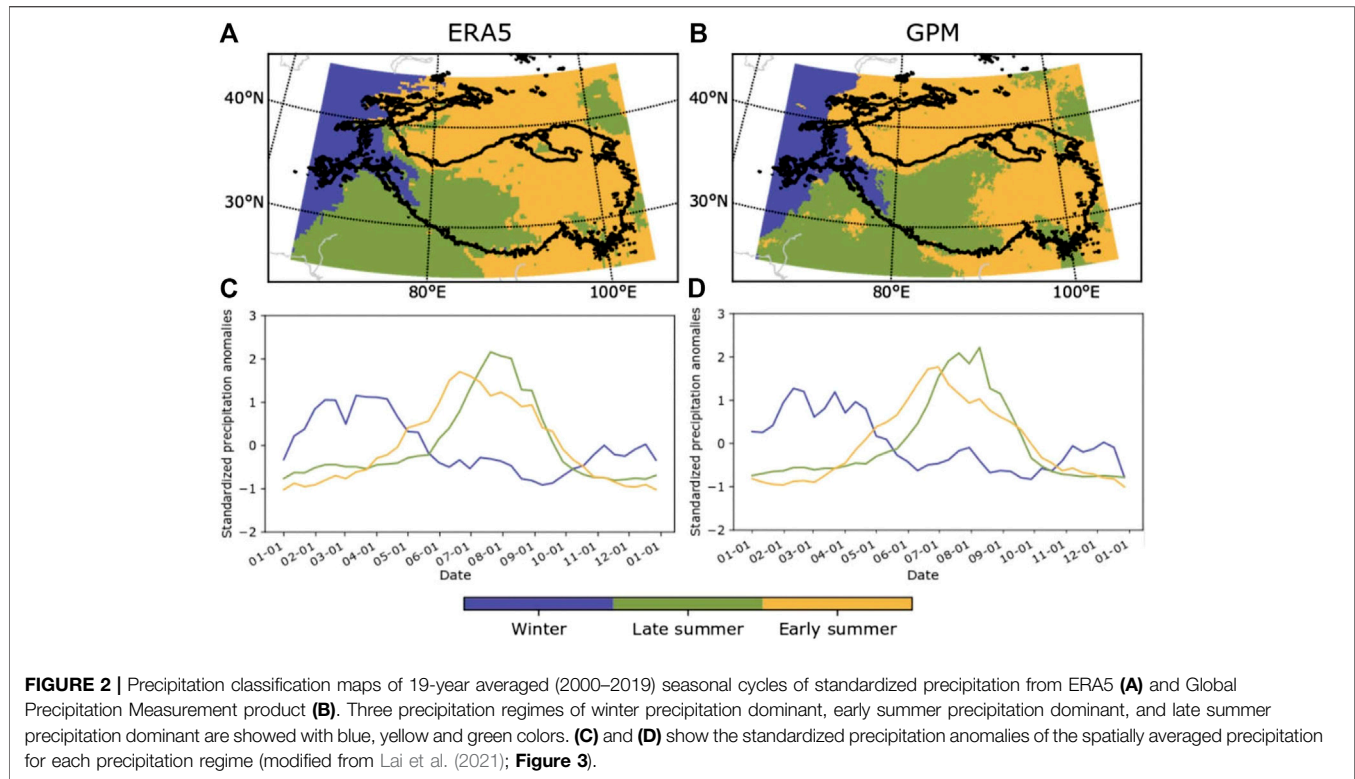 A ERA5 B GPM
40°N 40°N
30°N 30°N
80°E 100°E 80°E 100°E
C D
Standardized precipitation anomalies
3
2
1
0
−1
−2
01-01 02-01 03-01 04-01 05-01 06-01 07-01 08-01 09-01 10-01 11-01 12-01 01-01
Date
Standardized precipitation anomalies
3
2
1
0
−1
−2
01-01 02-01 03-01 04-01 05-01 06-01 07-01 08-01 09-01 10-01 11-01 12-01 01-01
Date
Winter Late summer Early summer
FIGURE 2 | Precipitation classification maps of 19-year averaged (2000–2019) seasonal cycles of standardized precipitation from ERA5 (A) and Global
Precipitation Measurement product (B). Three precipitation regimes of winter precipitation dominant, early summer precipitation dominant, and late summer
precipitation dominant are showed with blue, yellow and green colors. (C) and (D) show the standardized precipitation anomalies of the spatially averaged precipitation
for each precipitation regime (modified from Lai et al. (2021); Figure 3).